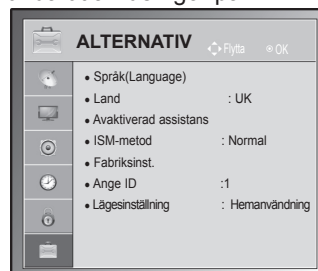 ALTERNATIV
Flytta
OK
• Språk(Language)
• Land : UK
• Avaktiverad assistans
• ISM-metod : Normal
• Fabriksinst.
• Ange ID :1
• Lägesinställning : Hemanvändning